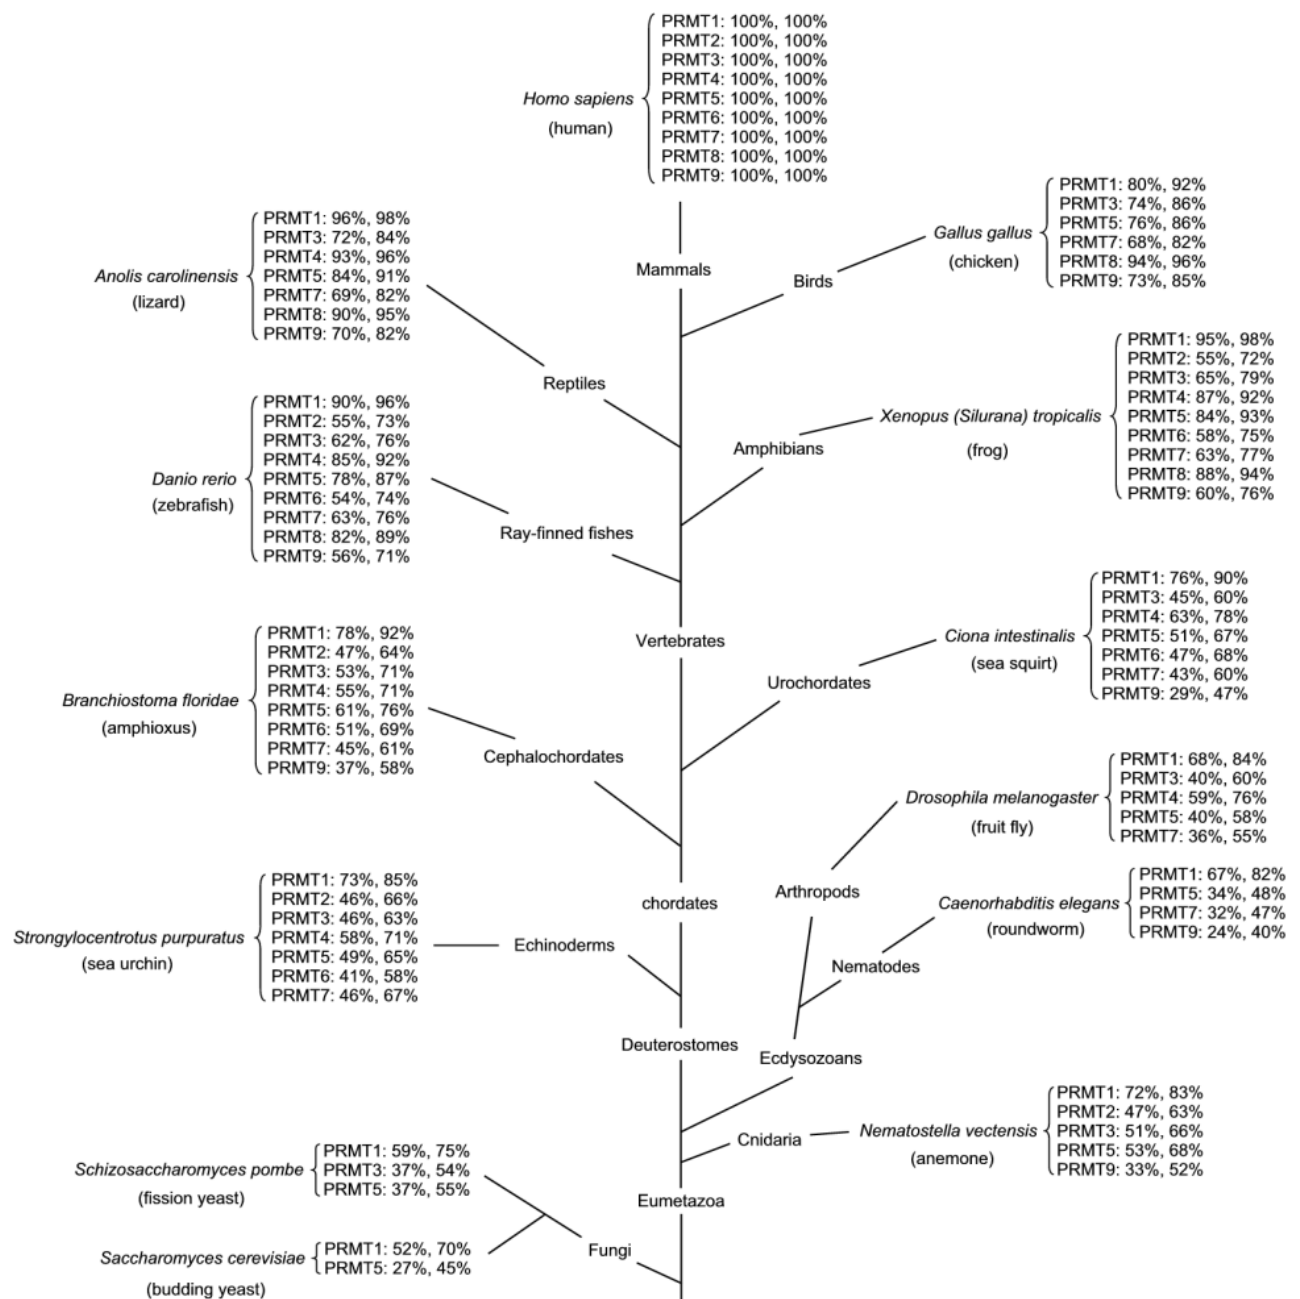 PRMT1: 100%, 100%
PRMT2: 100%, 100%
PRMT3: 100%, 100%
PRMT4: 100%, 100%
PRMT5: 100%, 100%
PRMT6: 100%, 100%
PRMT7: 100%, 100%
PRMT8: 100%, 100%
PRMT9: 100%, 100%
Homo sapiens
(human)
Mammals
PRMT1: 80%, 92%
PRMT3: 74%, 86%
PRMT5: 76%, 86%
PRMT7: 68%, 82%
PRMT8: 94%, 96%
PRMT9: 73%, 85%
Gallus gallus
(chicken)
Birds
PRMT1: 96%, 98%
PRMT3: 72%, 84%
PRMT4: 93%, 96%
PRMT5: 84%, 91%
PRMT7: 69%, 82%
PRMT8: 90%, 95%
PRMT9: 70%, 82%
Anolis carolinensis
(lizard)
Reptiles
PRMT1: 95%, 98%
PRMT2: 55%, 72%
PRMT3: 65%, 79%
PRMT4: 87%, 92%
PRMT5: 84%, 93%
PRMT6: 58%, 75%
PRMT7: 63%, 77%
PRMT8: 88%, 94%
PRMT9: 60%, 76%
Xenopus (Silurana) tropicalis
(frog)
Amphibians
PRMT1: 90%, 96%
PRMT2: 55%, 73%
PRMT3: 62%, 76%
PRMT4: 85%, 92%
PRMT5: 78%, 87%
PRMT6: 54%, 74%
PRMT7: 63%, 76%
PRMT8: 82%, 89%
PRMT9: 56%, 71%
Danio rerio
(zebrafish)
Ray-finned fishes
Vertebrates
PRMT1: 76%, 90%
PRMT3: 45%, 60%
PRMT4: 63%, 78%
PRMT5: 51%, 67%
PRMT6: 47%, 68%
PRMT7: 43%, 60%
PRMT9: 29%, 47%
Ciona intestinalis
(sea squirt)
Urochordates
PRMT1: 78%, 92%
PRMT2: 47%, 64%
PRMT3: 53%, 71%
PRMT4: 55%, 71%
PRMT5: 61%, 76%
PRMT6: 51%, 69%
PRMT7: 45%, 61%
PRMT9: 37%, 58%
Branchiostoma floridae
(amphioxus)
Cephalochordates
chordates
PRMT1: 68%, 84%
PRMT3: 40%, 60%
PRMT4: 59%, 76%
PRMT5: 40%, 58%
PRMT7: 36%, 55%
Drosophila melanogaster
(fruit fly)
Arthropods
PRMT1: 67%, 82%
PRMT5: 34%, 48%
PRMT7: 32%, 47%
PRMT9: 24%, 40%
Caenorhabditis elegans
(roundworm)
Nematodes
PRMT1: 73%, 85%
PRMT2: 46%, 66%
PRMT3: 46%, 63%
PRMT4: 58%, 71%
PRMT5: 49%, 65%
PRMT6: 41%, 58%
PRMT7: 46%, 67%
Strongylocentrotus purpuratus
(sea urchin)
Echinoderms
Deuterostomes
Ecdysozoans
PRMT1: 72%, 83%
PRMT2: 47%, 63%
PRMT3: 51%, 66%
PRMT5: 53%, 68%
PRMT9: 33%, 52%
Nematostella vectensis
(anemone)
Cnidaria
Eumetazoa
PRMT1: 59%, 75%
PRMT3: 37%, 54%
PRMT5: 37%, 55%
Schizosaccharomyces pombe
(fission yeast)
PRMT1: 52%, 70%
PRMT5: 27%, 45%
Saccharomyces cerevisiae
(budding yeast)
Fungi